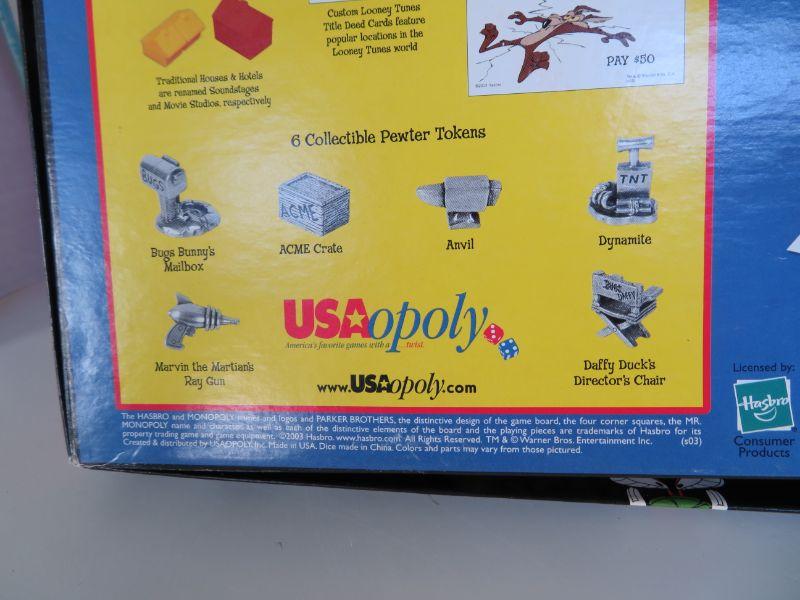 Custom Looney Tunes
Title Deed Cards feature
popular locations in the
Looney Tunes world
PAY $50
Traditional Houses & Hotels
are renamed Soundstages
and Movie Studios, respectively
6 Collectible Pewter Tokens
BUGS
ACME
TNT
Bugs Bunny's
Mailbox
ACME Crate
Anvil
Dynamite
BUGS
DAFFY
USAopoly
America's favorite games with a ...twist.
Marvin the Martian's
Ray Gun
www.USAopoly.com
Daffy Duck's
Director's Chair
Licensed by:
Hasbro
Consumer
Products
The HASBRO and MONOPOLY names and logos and PARKER BROTHERS, the distinctive design of the game board, the four corner squares, the MR.
MONOPOLY name and character, as well as each of the distinctive elements of the board and the playing pieces are trademarks of Hasbro for its
property trading game and game equipment. ©2003 Hasbro. www.hasbro.com. All Rights Reserved. TM & © Warner Bros. Entertainment Inc. (s03)
Created & distributed by USAOPOLY, Inc. Made in USA. Dice made in China. Colors and parts may vary from those pictured.